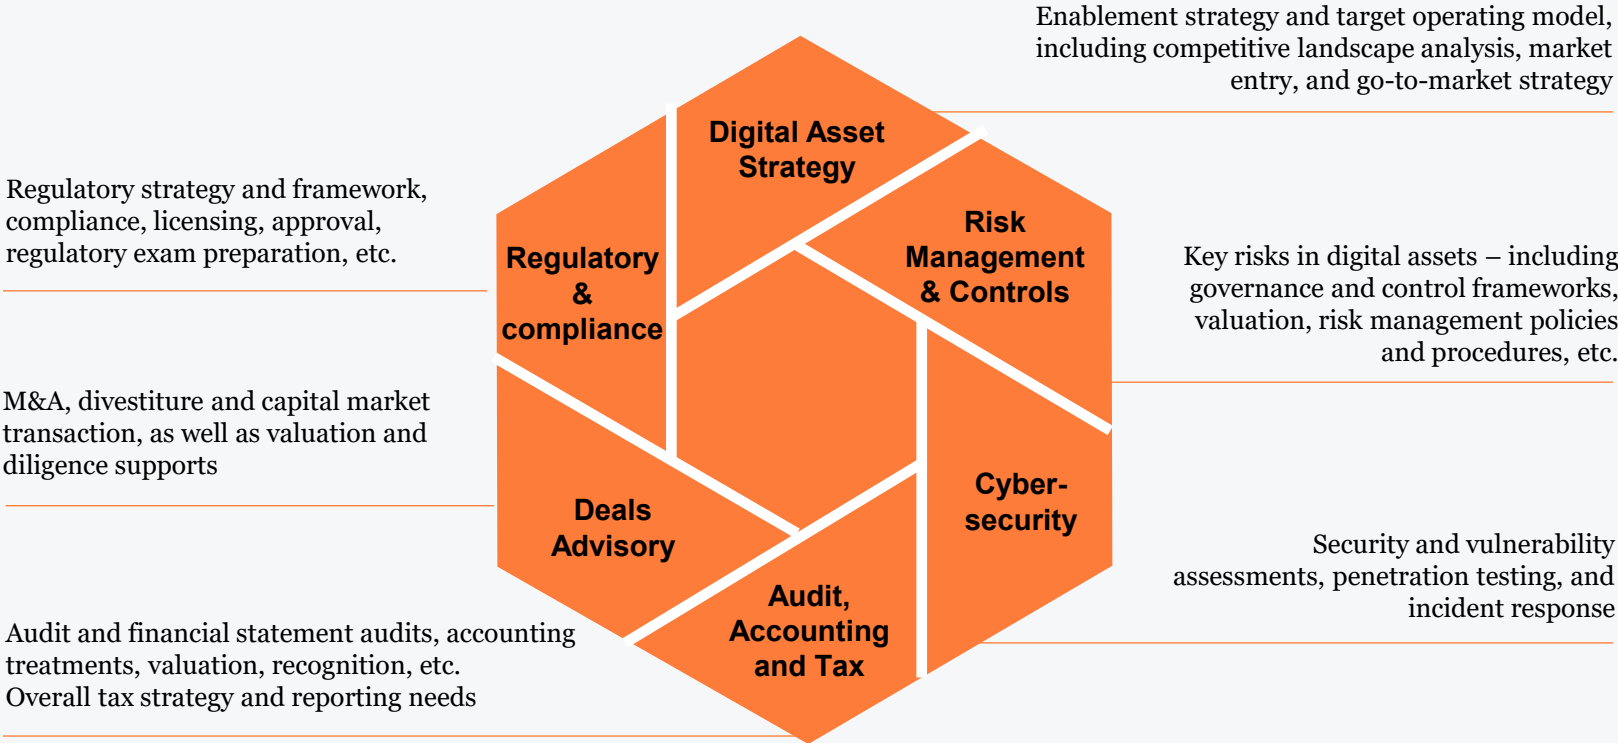 Enablement strategy and target operating model,
including competitive landscape analysis, market
entry, and go-to-market strategy
Digital Asset
Strategy
Regulatory strategy and framework,
compliance, licensing, approval,
regulatory exam preparation, etc.
Regulatory
&
compliance
Risk
Management
& Controls
Key risks in digital assets – including
governance and control frameworks,
valuation, risk management policies
and procedures, etc.
M&A, divestiture and capital market
transaction, as well as valuation and
diligence supports
Deals
Advisory
Cyber-
security
Security and vulnerability
assessments, penetration testing, and
incident response
Audit and financial statement audits, accounting
treatments, valuation, recognition, etc.
Overall tax strategy and reporting needs
Audit,
Accounting
and Tax